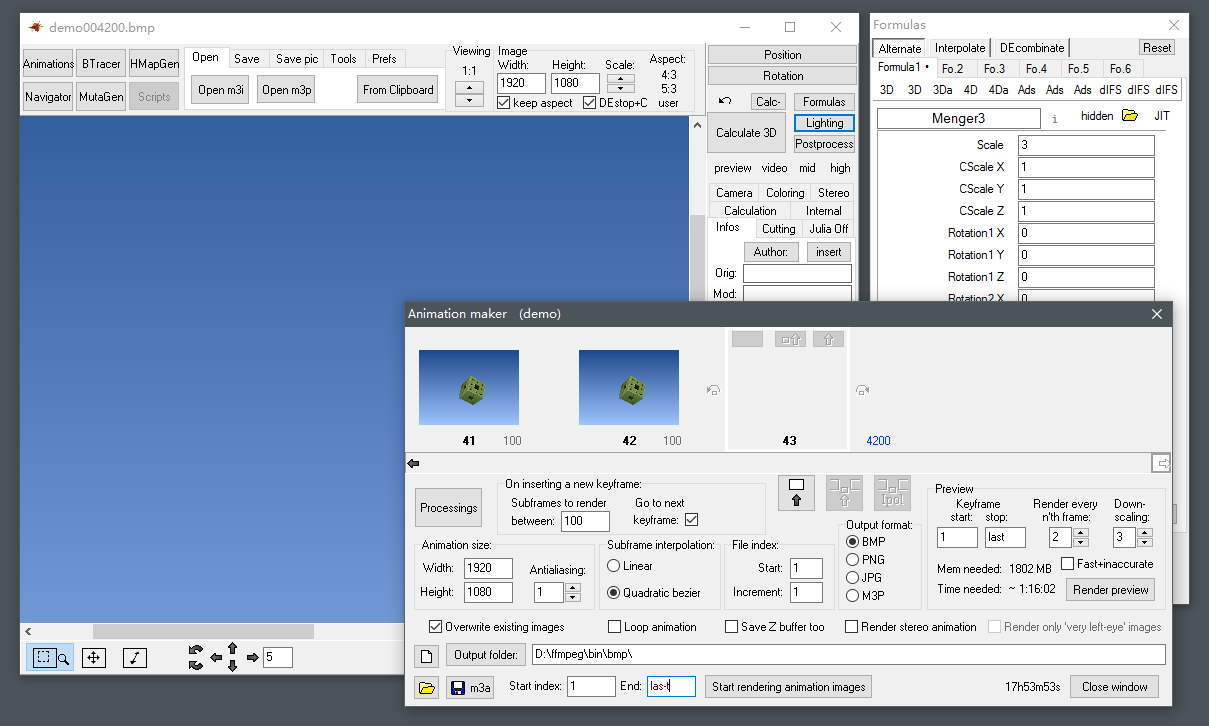 demo004200.bmp
Animations BTracer HMapGen
Navigator MutaGen Scripts
Open Save Save pic Tools Prefs
Open m3i Open m3p From Clipboard
Viewing
1:1
Image
Width: Height: Scale: Aspect:
1920 1080 4:3
5:3
keep aspect DEstop+C user
Position
Rotation
Calc- Formulas
Calculate 3D Lighting
Postprocess
preview video mid high
Camera Coloring Stereo
Calculation Internal
Infos Cutting Julia Off
Author: insert
Orig:
Mod:
5
Formulas
Alternate Interpolate DEcombinate Reset
Formula1 * Fo.2 Fo.3 Fo.4 Fo.5 Fo.6
3D 3D 3Da 4D 4Da Ads Ads Ads dIFS dIFS dIFS
Menger3 i hidden JIT
Scale 3
CScale X 1
CScale Y 1
CScale Z 1
Rotation1 X 0
Rotation1 Y 0
Rotation1 Z 0
Rotation2 X 0
Animation maker (demo)
41 100 42 100 43 4200
Processings
On inserting a new keyframe:
Subframes to render
between: 100
Go to next
keyframe:
Ipol
Animation size:
Width: 1920
Height: 1080
Antialiasing:
1
Subframe interpolation:
Linear
Quadratic bezier
File index:
Start: 1
Increment: 1
Output format:
BMP
PNG
JPG
M3P
Preview
Keyframe
start: stop:
1 last
Render every
n'th frame:
2
Down-
scaling:
3
Mem needed: 1802 MB Fast+inaccurate
Time needed: ~ 1:16:02 Render preview
Overwrite existing images Loop animation Save Z buffer too Render stereo animation Render only 'very left-eye' images
Output folder: D:\ffmpeg\bin\bmp\
m3a Start index: 1 End: las-t Start rendering animation images 17h53m53s Close window